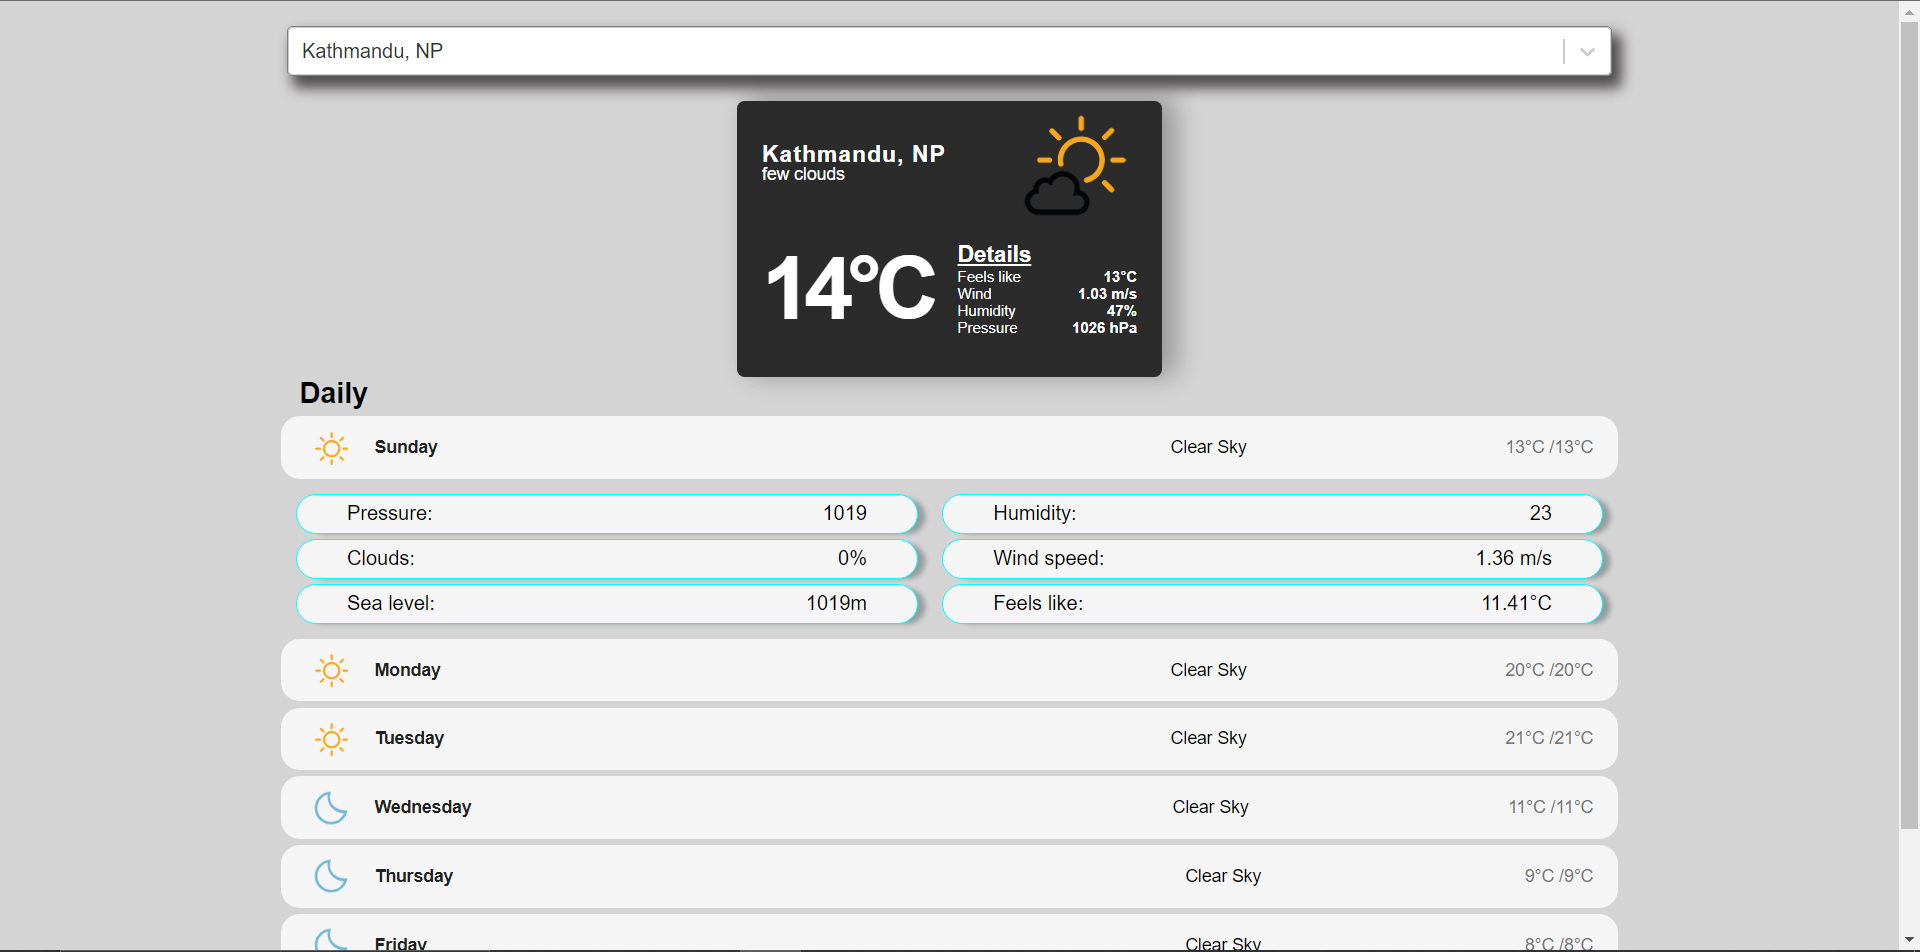 Kathmandu, NP
Kathmandu, NP
few clouds
14°C
Details
Feels like 13°C
Wind 1.03 m/s
Humidity 47%
Pressure 1026 hPa
Daily
Sunday Clear Sky 13°C /13°C
Pressure: 1019 Humidity: 23
Clouds: 0% Wind speed: 1.36 m/s
Sea level: 1019m Feels like: 11.41°C
Monday Clear Sky 20°C /20°C
Tuesday Clear Sky 21°C /21°C
Wednesday Clear Sky 11°C /11°C
Thursday Clear Sky 9°C /9°C
Friday Clear Sky 8°C /8°C